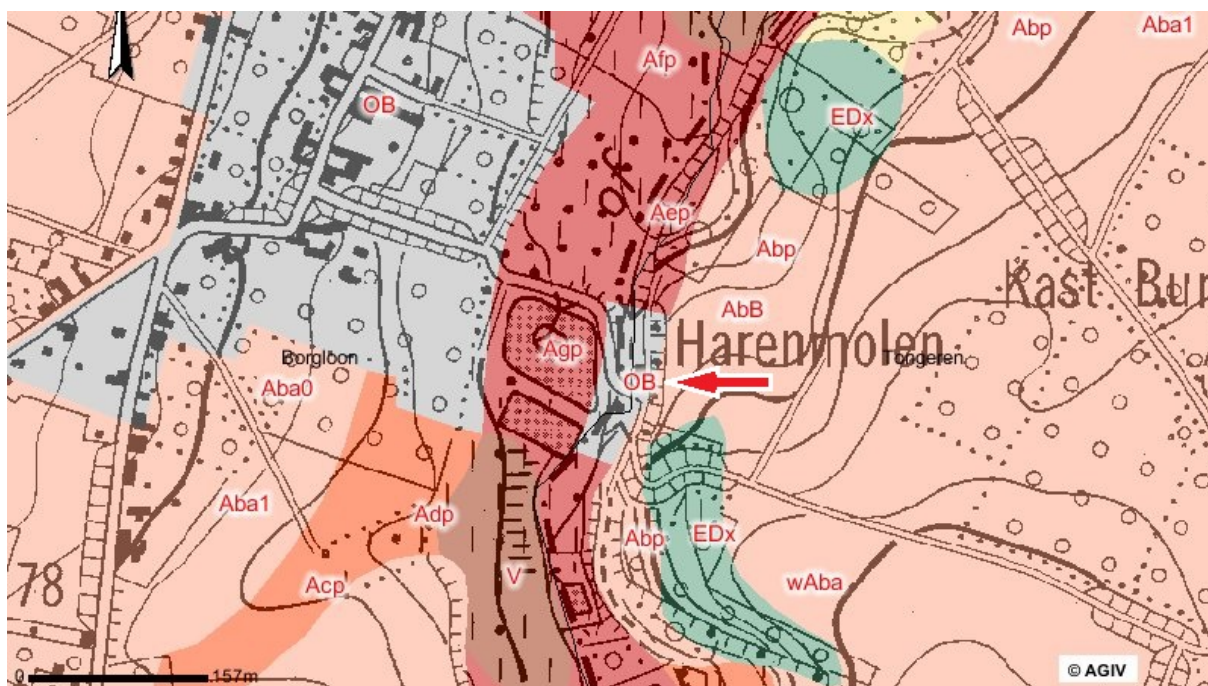 Abp
Aba1
Afp
OB
EDx
Aep
Abp
Kast Bur
AbB
Harenmolen
Agp
Borgloon
Tongeren
OB
Aba0
Aba1
Adp
Abp
EDx
V
wAba
Acp
78
0
157m
© AGIV